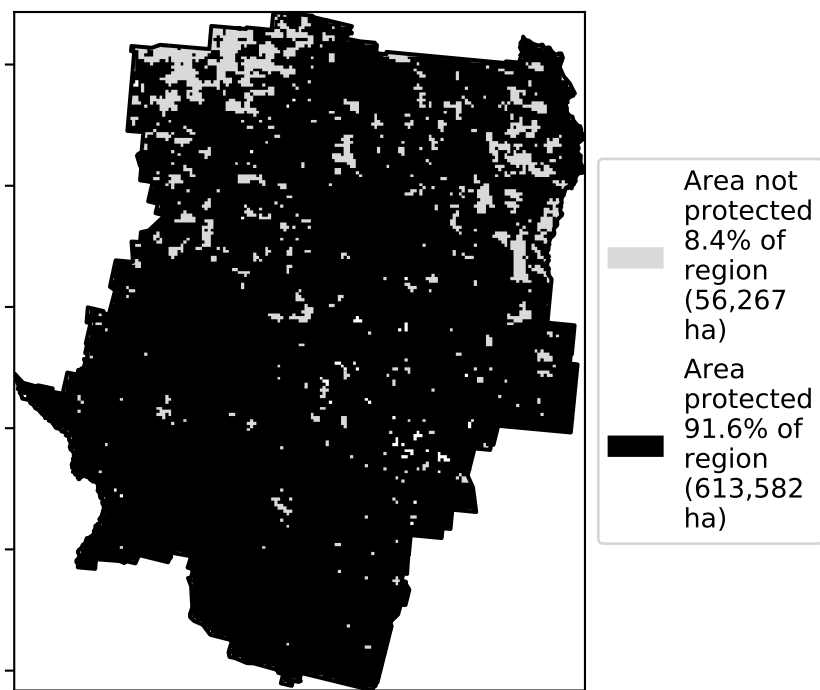 Area not
protected
8.4% of
region
(56,267
ha)
Area
protected
91.6% of
region
(613,582
ha)